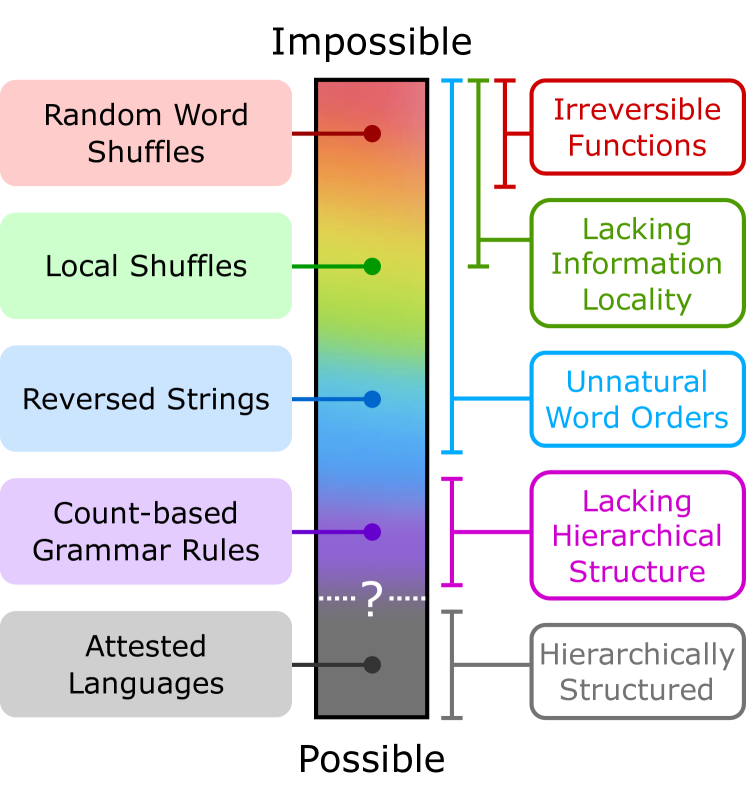 Impossible
Random Word
Shuffles
Local Shuffles
Reversed Strings
Count-based
Grammar Rules
Attested
Languages
?
Irreversible
Functions
Lacking
Information
Locality
Unnatural
Word Orders
Lacking
Hierarchical
Structure
Hierarchically
Structured
Possible